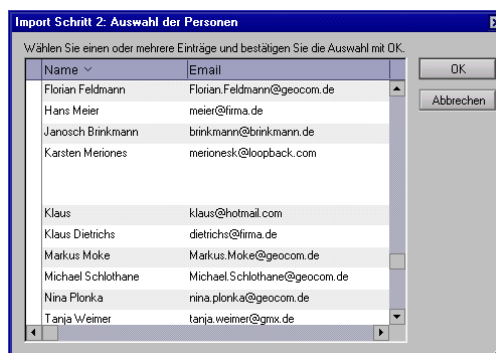 Import Schritt 2: Auswahl der Personen
Wählen Sie einen oder mehrere Einträge und bestätigen Sie die Auswahl mit OK.
Name Email
Florian Feldmann Florian.Feldmann@geocom.de
Hans Meier meier@firma.de
Janosch Brinkmann brinkmann@brinkmann.de
Karsten Meriones merionesk@loopback.com
Klaus klaus@hotmail.com
Klaus Dietrichs dietrichs@firma.de
Markus Moke Markus.Moke@geocom.de
Michael Schlothane Michael.Schlothane@geocom.de
Nina Plonka nina.plonka@geocom.de
Tanja Weimer tanja.weimer@gmx.de
OK
Abbrechen